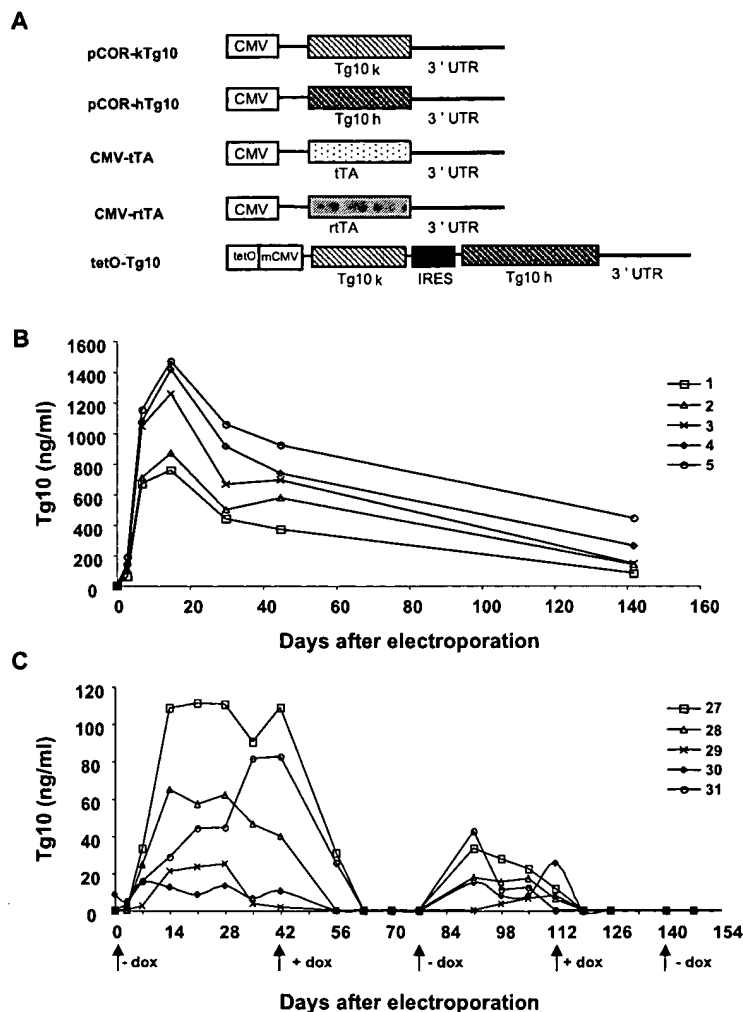 A
pCOR-kTg10
CMV
Tg10 k
3 ' UTR
pCOR-hTg10
CMV
Tg10 h
3 ' UTR
CMV-tTA
CMV
tTA
3 ' UTR
CMV-rtTA
CMV
rtTA
3 ' UTR
tetO-Tg10
tetO
mCMV
Tg10 k
IRES
Tg10 h
3 ' UTR
B
Tg10 (ng/ml)
1600
1400
1200
1000
800
600
400
200
0
1
2
3
4
5
0 20 40 60 80 100 120 140 160
Days after electroporation
C
Tg10 (ng/ml)
120
100
80
60
40
20
0
27
28
29
30
31
0 14 28 42 56 70 84 98 112 126 140 154
- dox + dox - dox + dox - dox
Days after electroporation